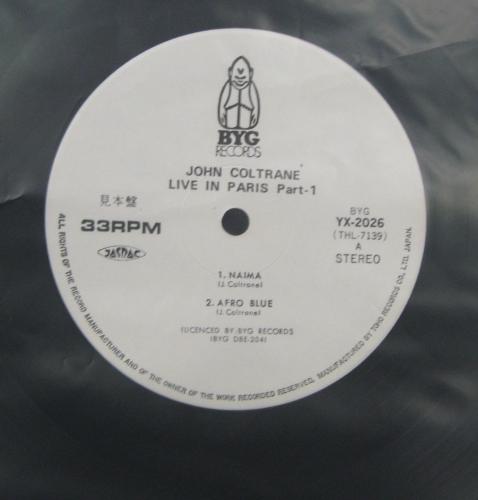 BYG
RECORDS
JOHN COLTRANE
LIVE IN PARIS Part-1
見本盤
33RPM
JASRAC
BYG
YX-2026
(THL-7139)
A
STEREO
1. NAIMA
(J. Coltrane)
2. AFRO BLUE
(J. Coltrane)
(LICENCED BY: BYG RECORDS
(BYG DBE-204)
ALL RIGHTS OF THE RECORD MANUFACTURER AND OF THE OWNER OF THE WORK RECORDED RESERVED. MANUFACTURED BY TOHO RECORDS CO., LTD. JAPAN.